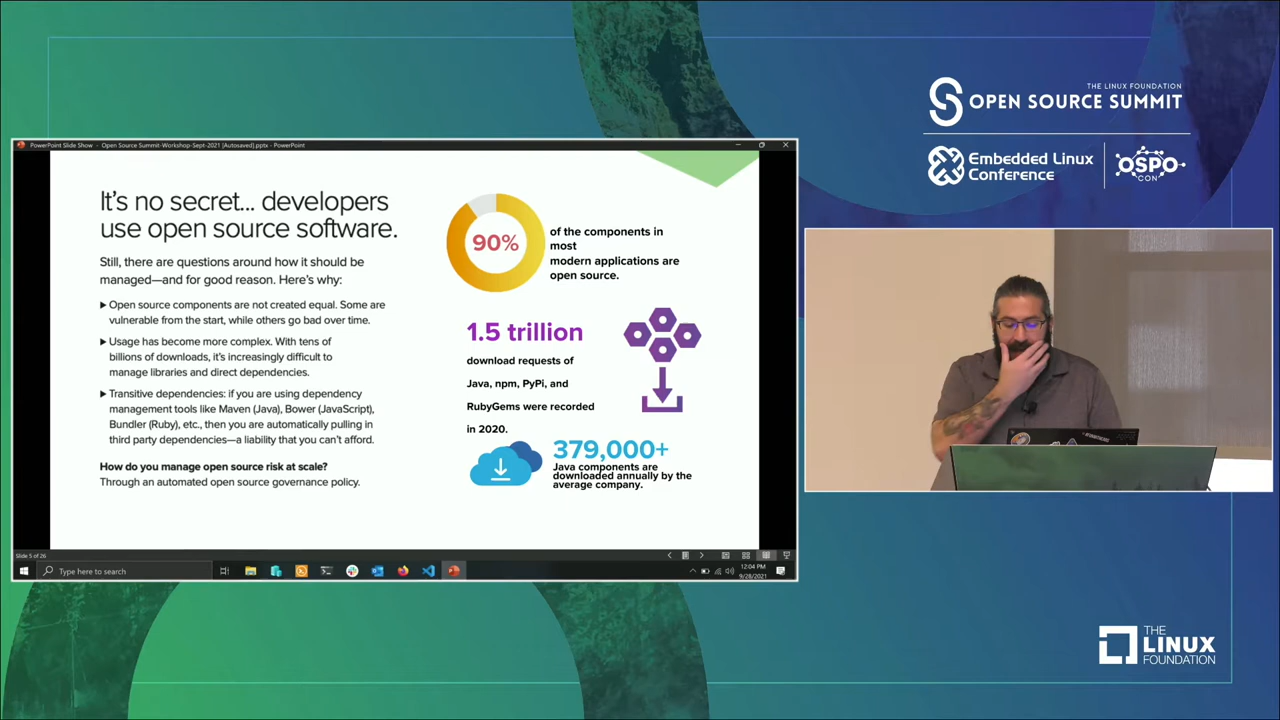 THE LINUX FOUNDATION
OPEN SOURCE SUMMIT
Embedded Linux
Conference
OSPO
CON
PowerPoint Slide Show - Open Source Summit-Workshop-Sept-2021 [Autosaved].pptx - PowerPoint
It's no secret... developers
use open source software.
Still, there are questions around how it should be
managed—and for good reason. Here's why:
▶ Open source components are not created equal. Some are
vulnerable from the start, while others go bad over time.
▶ Usage has become more complex. With tens of
billions of downloads, it's increasingly difficult to
manage libraries and direct dependencies.
▶ Transitive dependencies: if you are using dependency
management tools like Maven (Java), Bower (JavaScript),
Bundler (Ruby), etc., then you are automatically pulling in
third party dependencies—a liability that you can't afford.
How do you manage open source risk at scale?
Through an automated open source governance policy.
90%
of the components in
most
modern applications are
open source.
1.5 trillion
download requests of
Java, npm, PyPi, and
RubyGems were recorded
in 2020.
379,000+
Java components are
downloaded annually by the
average company.
Slide 5 of 26
Type here to search
12:04 PM
9/28/2021
THE
LINUX
FOUNDATION